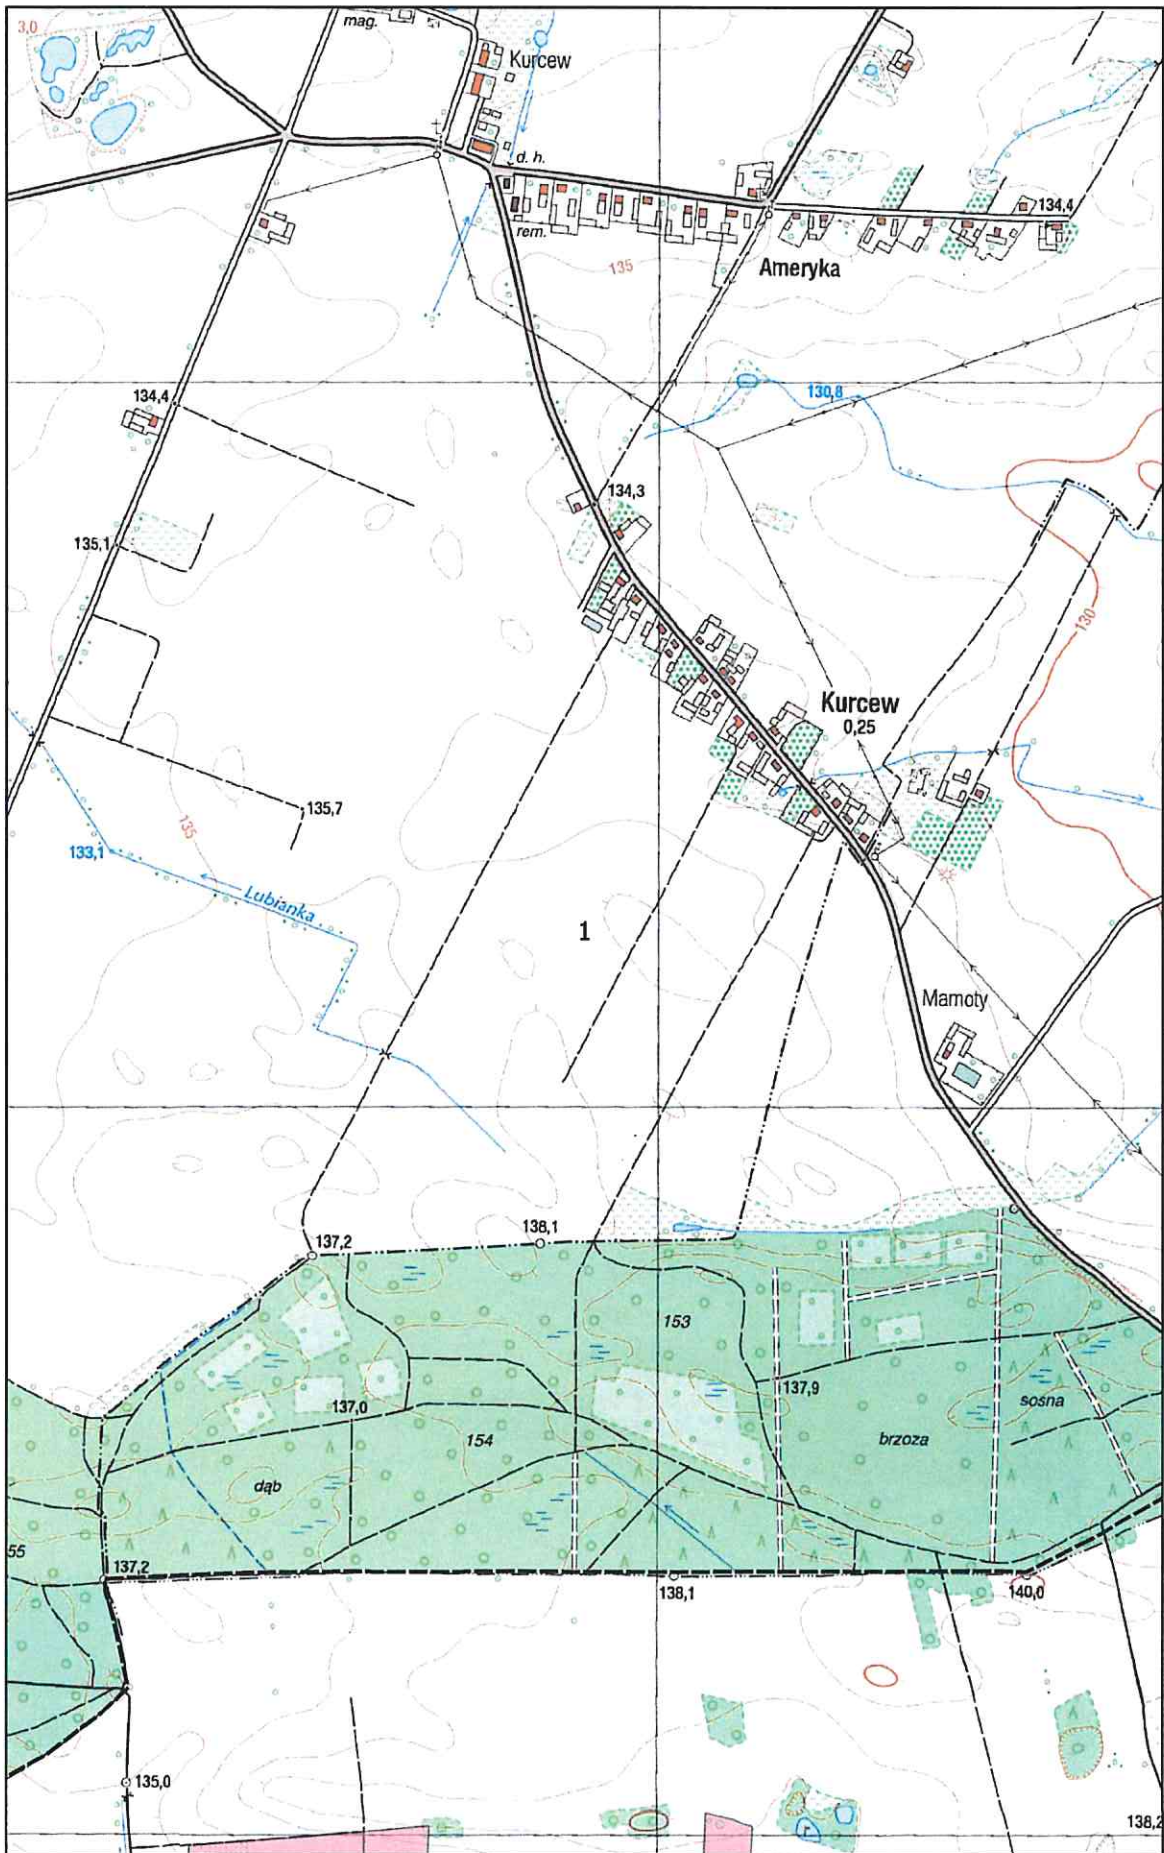 3,0
mag.
Kurcew
d. h.
rem.
134,4
135
Ameryka
134,4
130,8
134,3
135,1
130
Kurcew
0,25
135,7
135
133,1
Lubianka
1
Mamoty
138,1
137,2
153
137,9
137,0
sosna
154
brzoza
dąb
55
137,2
138,1
140,0
135,0
138,2